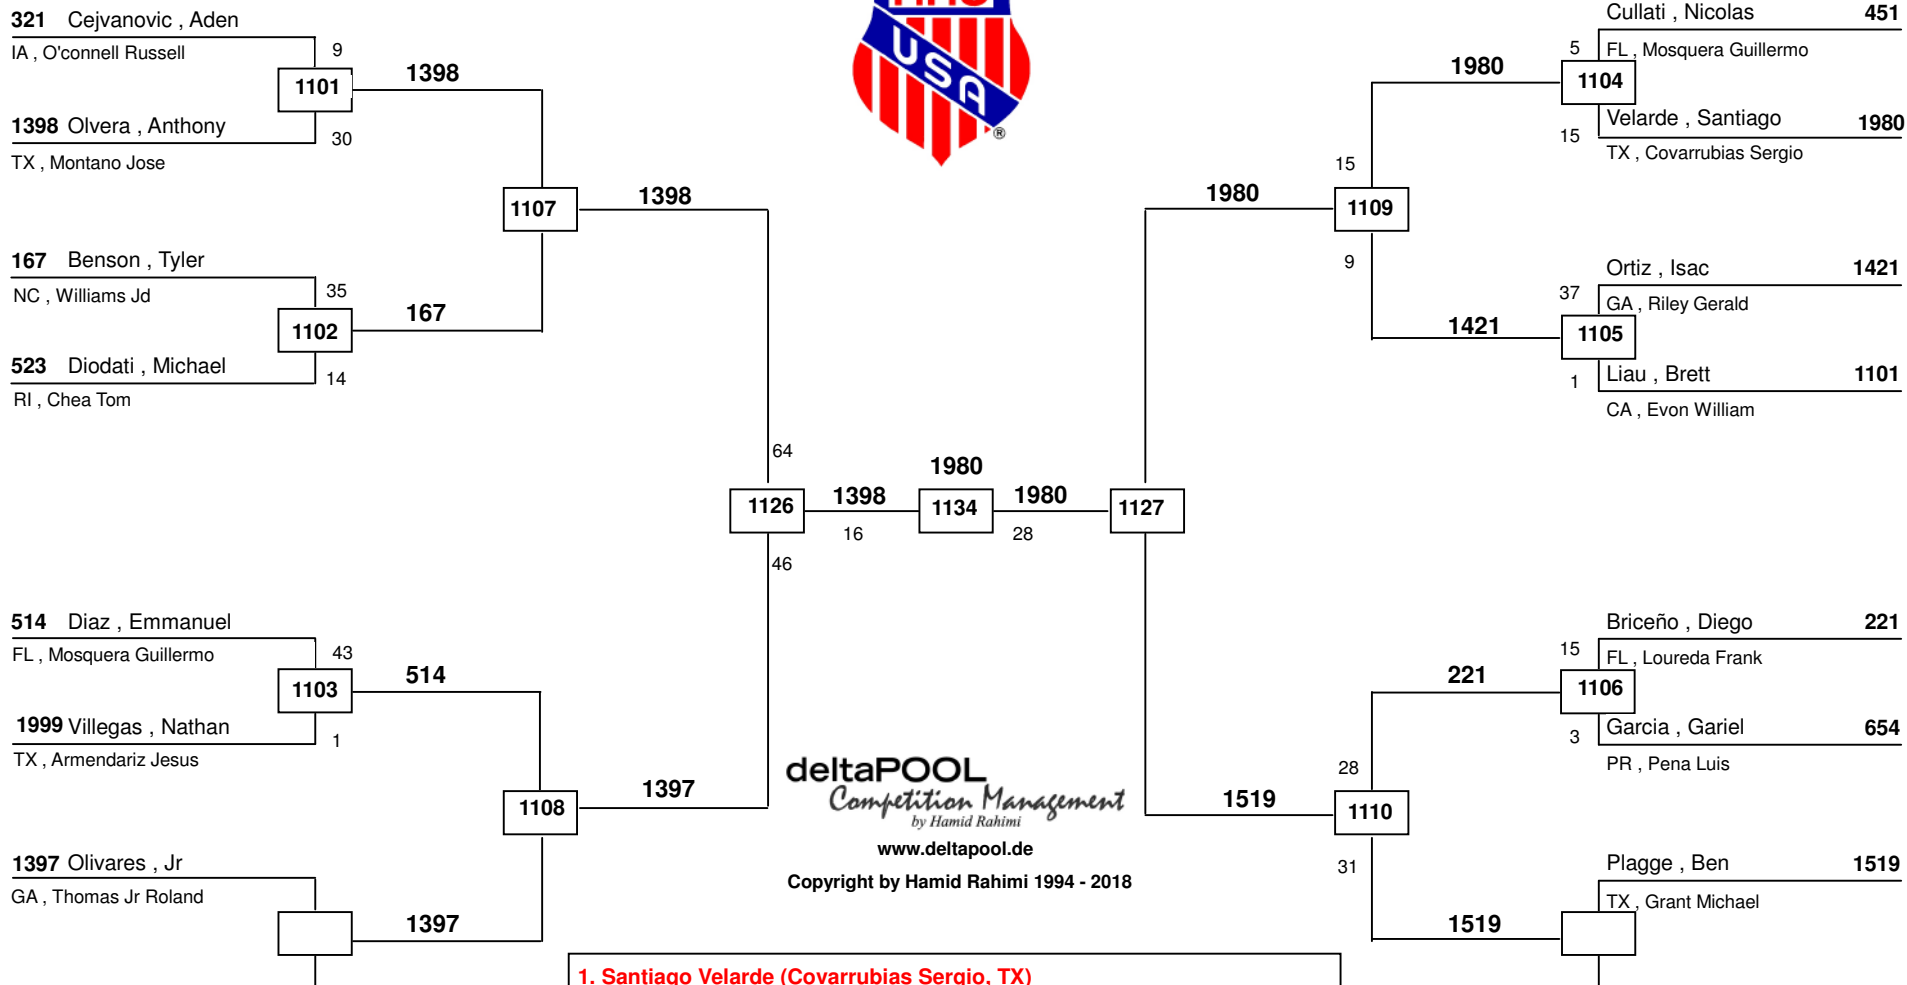 321 Cejvanovic , Aden
IA , O'connell Russell
9
1101
1398
1398 Olvera , Anthony
30
TX , Montano Jose
1107
1398
167 Benson , Tyler
NC , Williams Jd
35
1102
167
523 Diodati , Michael
14
RI , Chea Tom
USA
®
Cullati , Nicolas 451
5
FL , Mosquera Guillermo
1980
1104
Velarde , Santiago 1980
15
TX , Covarrubias Sergio
15
1980
1109
9
Ortiz , Isac 1421
37
GA , Riley Gerald
1421
1105
Liau , Brett 1101
1
CA , Evon William
64
1126
46
1398
16
1980
1134
1980
28
1127
514 Diaz , Emmanuel
FL , Mosquera Guillermo
43
1103
514
1999 Villegas , Nathan
1
TX , Armendariz Jesus
1108
1397
1397 Olivares , Jr
GA , Thomas Jr Roland
1397
deltaPOOL
Competition Management
by Hamid Rahimi
www.deltapool.de
Copyright by Hamid Rahimi 1994 - 2018
Briceño , Diego 221
15
FL , Loureda Frank
221
1106
Garcia , Gariel 654
3
PR , Pena Luis
28
1519
1110
31
Plagge , Ben 1519
TX , Grant Michael
1519
1. Santiago Velarde (Covarrubias Sergio, TX)